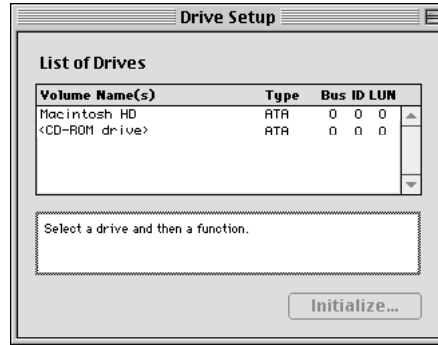 Drive Setup
List of Drives
Volume Name(s) Type Bus ID LUN
Macintosh HD ATA 0 0 0
<CD-ROM drive> ATA 0 0 0
Select a drive and then a function.
Initialize...